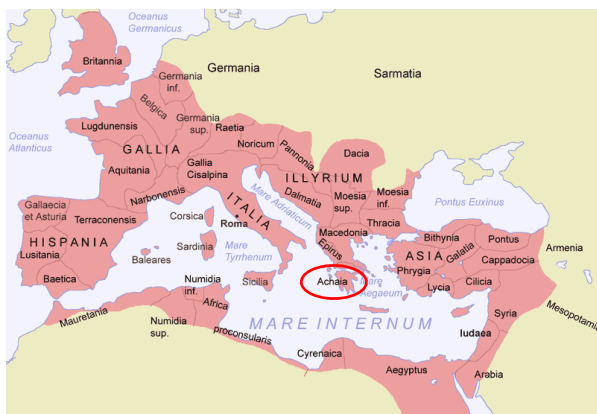 Oceanus
Germanicus
Britannia
Germania
Sarmatia
Germania
inf.
Belgica
Oceanus
Atlanticus
Lugdunensis
Germania
sup.
Raetia
Noricum
Pannonia
Dacia
GALLIA
Gallia
Cisalpina
Aquitania
ILLYRIUM
Narbonensis
Dalmatia
Moesia
sup.
Moesia
inf.
Pontus Euxinus
Gallaecia
et Asturia
Terraconensis
ITALIA
Mare Adriaticum
Corsica
Roma
Thracia
Macedonia
HISPANIA
Lusitania
Baetica
Baleares
Sardinia
Mare
Tyrrhenum
Epirus
Bithynia
Galatia
Pontus
Armenia
ASIA
Phrygia
Cappadocia
Lycia
Cilicia
Achaia
Mare
Aegaeum
Sicilia
Numidia
inf.
Africa
proconsularis
Mauretania
Numidia
sup.
MARE INTERNUM
Syria
Mesopotamia
Iudaea
Cyrenaica
Aegyptus
Arabia